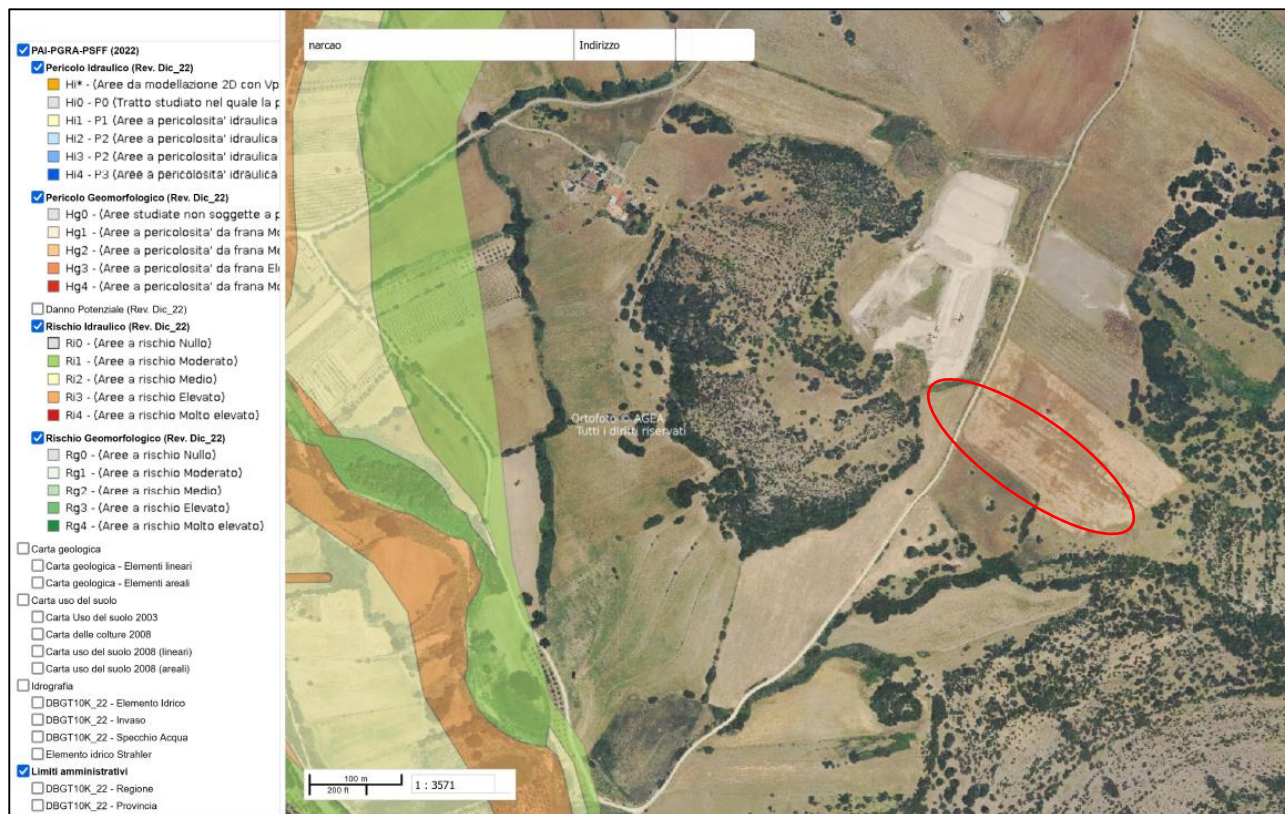 narcao
Indirizzo
PAI-PGRA-PSFF (2022)
Pericolo Idraulico (Rev. Dic_22)
Hi* - (Aree da modellazione 2D con Vp
Hi0 - P0 (Tratto studiato nel quale la p
Hi1 - P1 (Aree a pericolosita' idraulica
Hi2 - P2 (Aree a pericolosita' idraulica
Hi3 - P2 (Aree a pericolosita' idraulica
Hi4 - P3 (Aree a pericolosita' idraulica
Pericolo Geomorfologico (Rev. Dic_22)
Hg0 - (Aree studiate non soggette a p
Hg1 - (Aree a pericolosita' da frana Mo
Hg2 - (Aree a pericolosita' da frana Me
Hg3 - (Aree a pericolosita' da frana El
Hg4 - (Aree a pericolosita' da frana Mo
Danno Potenziale (Rev. Dic_22)
Rischio Idraulico (Rev. Dic_22)
Ri0 - (Aree a rischio Nullo)
Ri1 - (Aree a rischio Moderato)
Ri2 - (Aree a rischio Medio)
Ri3 - (Aree a rischio Elevato)
Ri4 - (Aree a rischio Molto elevato)
Rischio Geomorfologico (Rev. Dic_22)
Rg0 - (Aree a rischio Nullo)
Rg1 - (Aree a rischio Moderato)
Rg2 - (Aree a rischio Medio)
Rg3 - (Aree a rischio Elevato)
Rg4 - (Aree a rischio Molto elevato)
Carta geologica
Carta geologica - Elementi lineari
Carta geologica - Elementi areali
Carta uso del suolo
Carta Uso del Suolo 2003
Carta delle colture 2008
Carta uso del suolo 2008 (lineari)
Carta uso del suolo 2008 (areali)
Idrografia
DBGT10K_22 - Elemento Idrico
DBGT10K_22 - Invaso
DBGT10K_22 - Specchio Acqua
Elemento idrico Strahler
Limiti amministrativi
DBGT10K_22 - Regione
DBGT10K_22 - Provincia
Ortofoto © AGEA
Tutti i diritti riservati
100 m
200 ft
1 : 3571